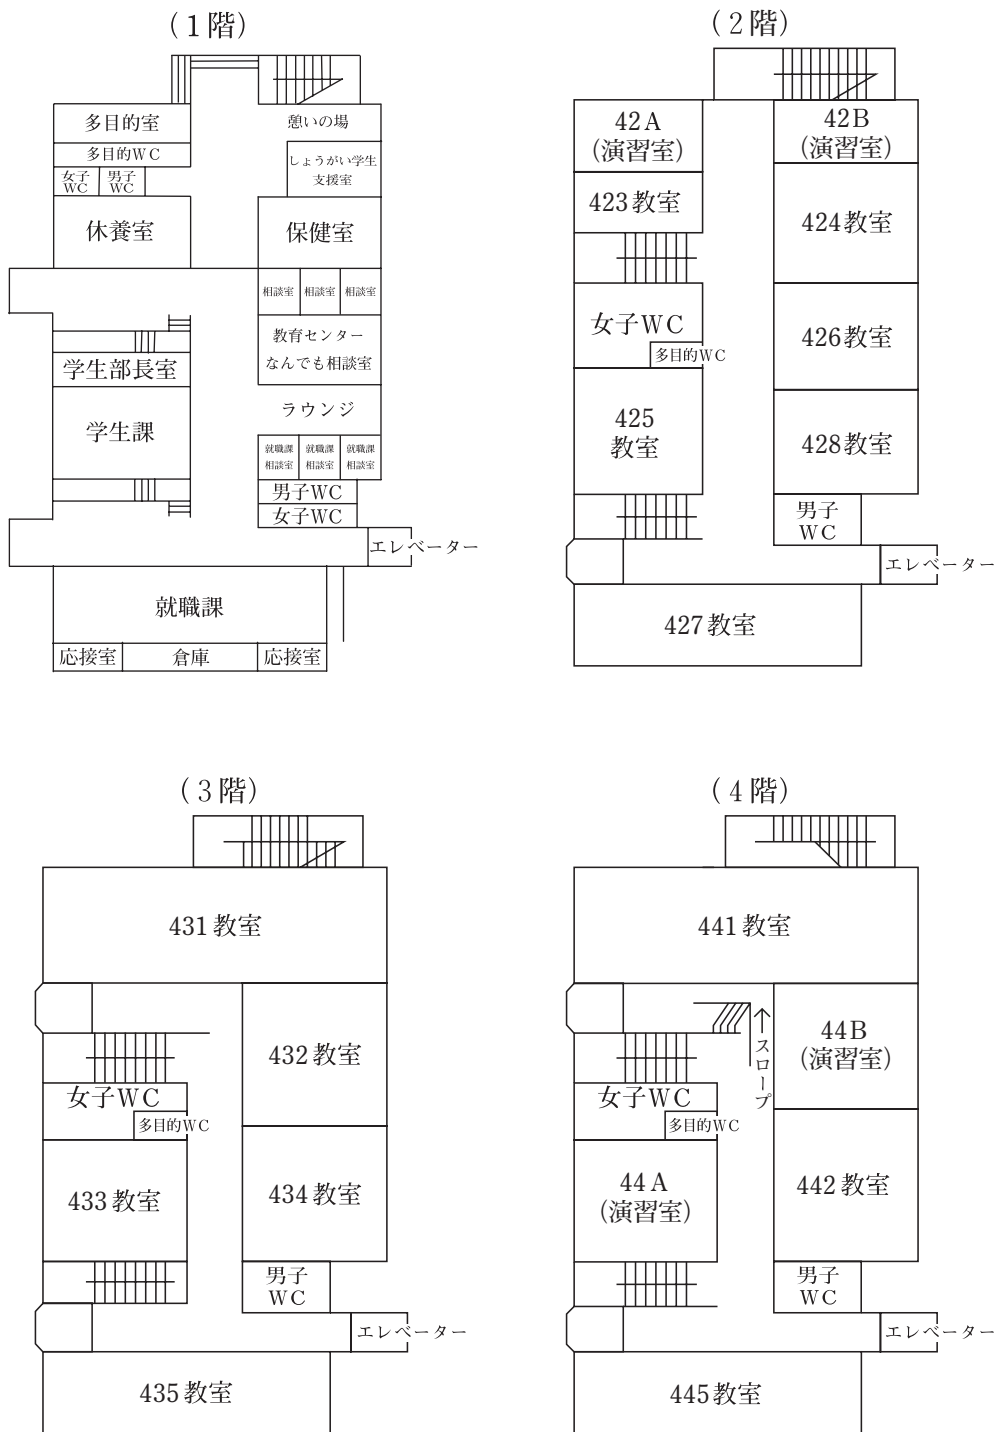 （１階）
多目的室
憩いの場
多目的ＷＣ
しょうがい学生
支援室
女子
WC
男子
WC
休養室
保健室
相談室
相談室
相談室
教育センター
なんでも相談室
学生部長室
ラウンジ
学生課
就職課
相談室
就職課
相談室
就職課
相談室
男子WC
女子WC
エレベーター
就職課
応接室
倉庫
応接室
（２階）
42Ａ
（演習室）
42Ｂ
（演習室）
423教室
424教室
女子ＷＣ
多目的ＷＣ
426教室
425
教室
428教室
男子
ＷＣ
エレベーター
427教室
（３階）
431教室
432教室
女子ＷＣ
多目的ＷＣ
433教室
434教室
男子
ＷＣ
エレベーター
435教室
（４階）
441教室
スロープ
44Ｂ
（演習室）
女子ＷＣ
多目的ＷＣ
44Ａ
（演習室）
442教室
男子
ＷＣ
エレベーター
445教室